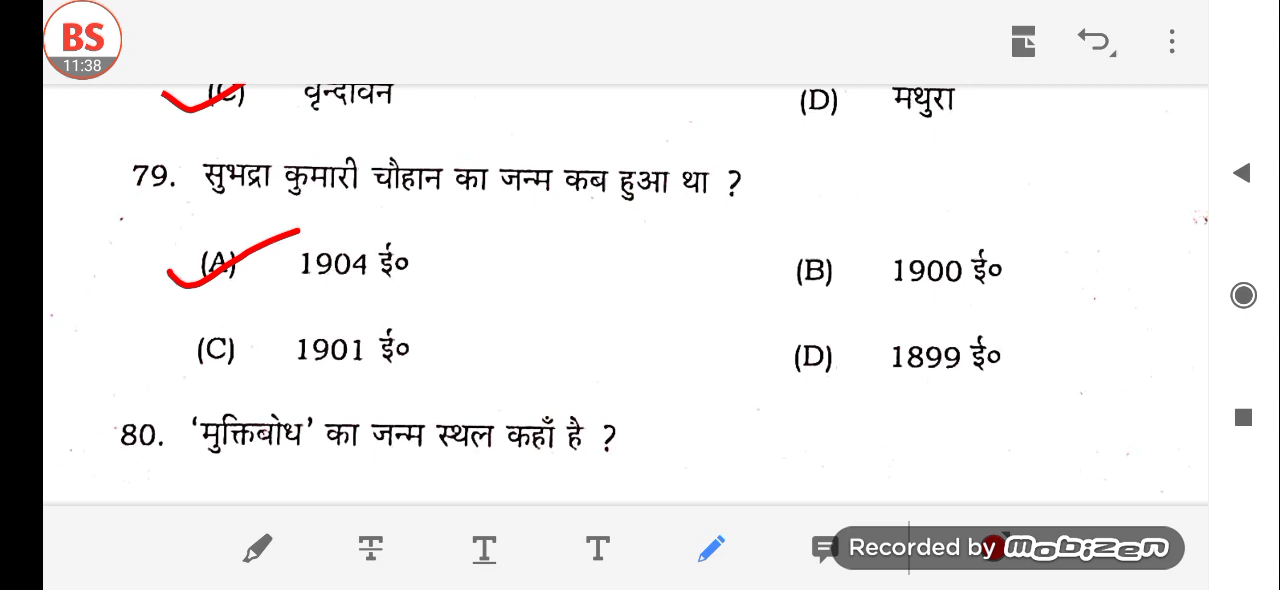 BS
11:38
(C) वृन्दावन (D) मथुरा
79. सुभद्रा कुमारी चौहान का जन्म कब हुआ था ?
(A) 1904 ई० (B) 1900 ई०
(C) 1901 ई० (D) 1899 ई०
80. ‘मुक्तिबोध’ का जन्म स्थल कहाँ है ?
T T T
Recorded by mobizen